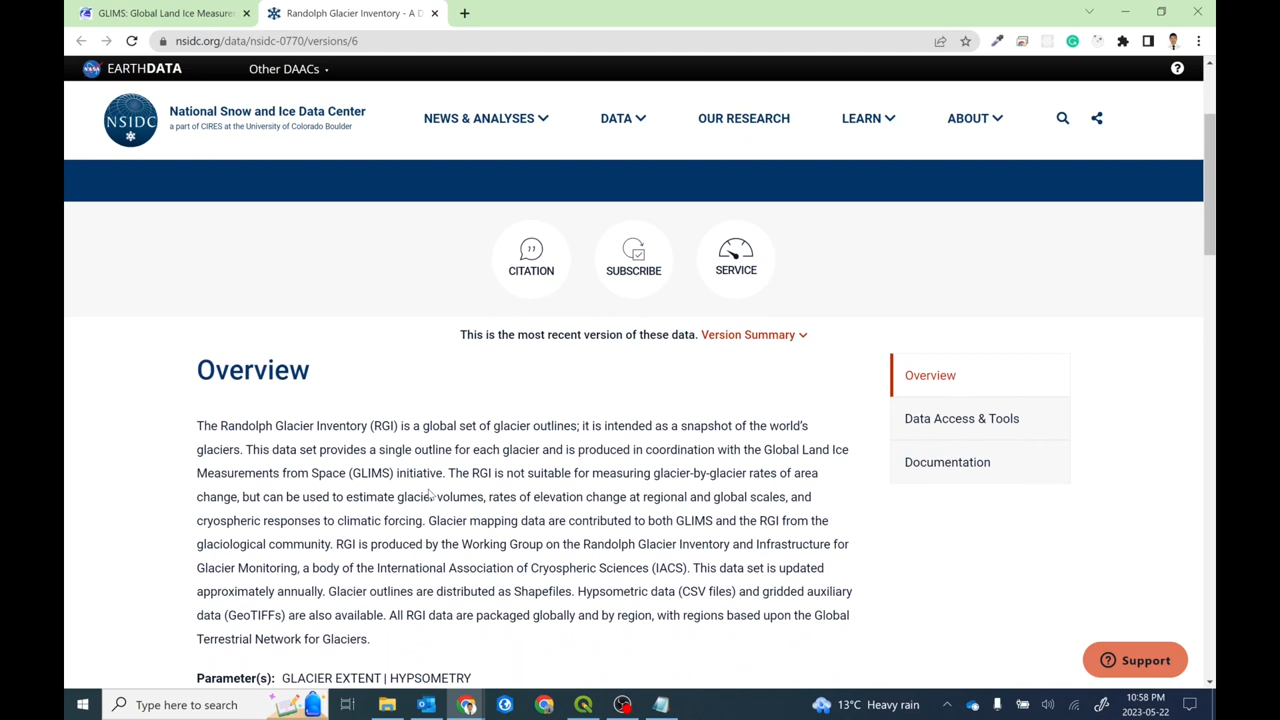 GLIMS: Global Land Ice Measure
Randolph Glacier Inventory - A D
nsidc.org/data/nsidc-0770/versions/6
EARTHDATA
Other DAACs
NSIDC
National Snow and Ice Data Center
a part of CIRES at the University of Colorado Boulder
NEWS & ANALYSES
DATA
OUR RESEARCH
LEARN
ABOUT
CITATION
SUBSCRIBE
SERVICE
This is the most recent version of these data. Version Summary
Overview
The Randolph Glacier Inventory (RGI) is a global set of glacier outlines; it is intended as a snapshot of the world's
glaciers. This data set provides a single outline for each glacier and is produced in coordination with the Global Land Ice
Measurements from Space (GLIMS) initiative. The RGI is not suitable for measuring glacier-by-glacier rates of area
change, but can be used to estimate glacier volumes, rates of elevation change at regional and global scales, and
cryospheric responses to climatic forcing. Glacier mapping data are contributed to both GLIMS and the RGI from the
glaciological community. RGI is produced by the Working Group on the Randolph Glacier Inventory and Infrastructure for
Glacier Monitoring, a body of the International Association of Cryospheric Sciences (IACS). This data set is updated
approximately annually. Glacier outlines are distributed as Shapefiles. Hypsometric data (CSV files) and gridded auxiliary
data (GeoTIFFs) are also available. All RGI data are packaged globally and by region, with regions based upon the Global
Terrestrial Network for Glaciers.
Parameter(s): GLACIER EXTENT | HYPSOMETRY
Overview
Data Access & Tools
Documentation
Support
Type here to search
13°C Heavy rain
10:58 PM
2023-05-22